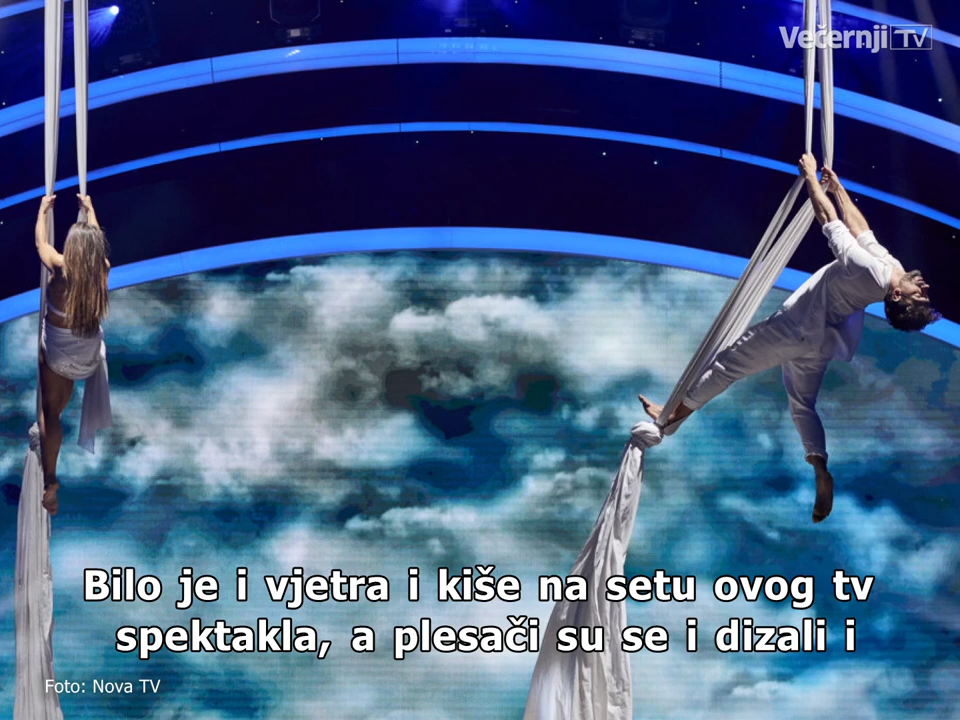 Večernji TV
Bilo je i vjetra i kiše na setu ovog tv
spektakla, a plesači su se i dizali i
Foto: Nova TV